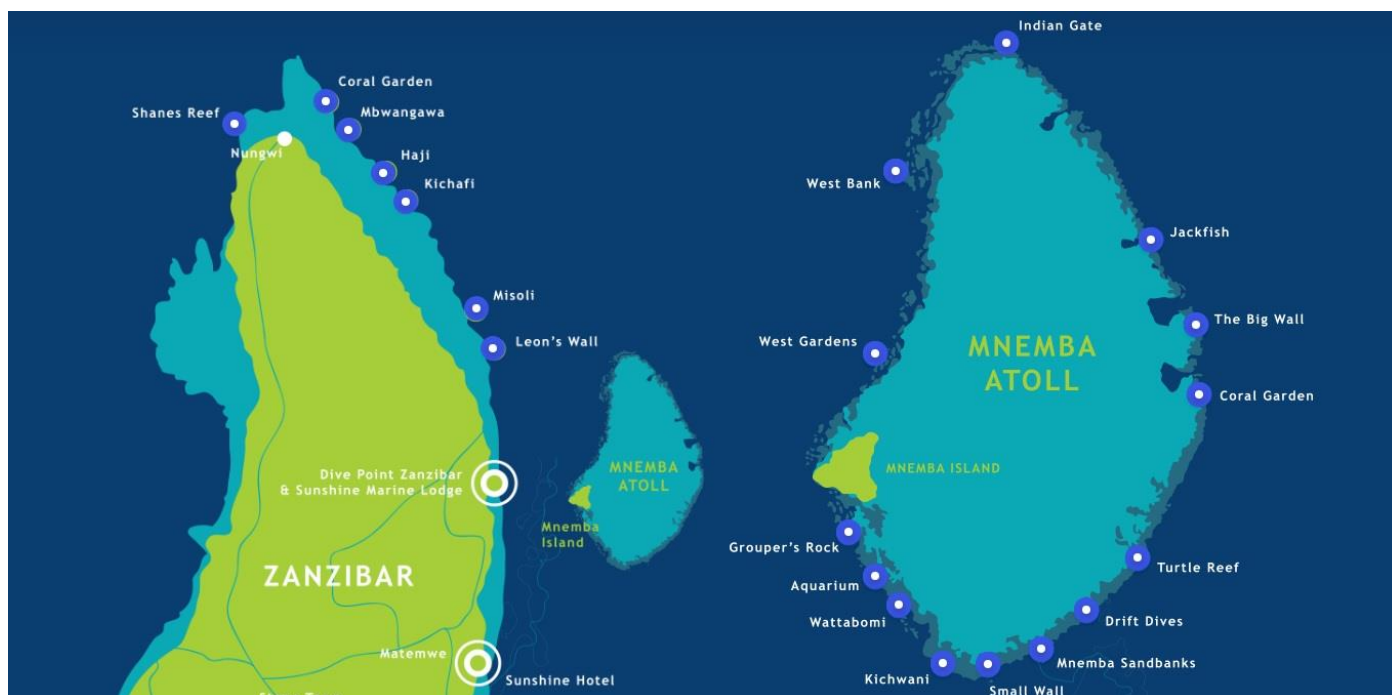 Shanes Reef
Coral Garden
Mbwangawa
Nungwi
Haji
Kichafi
Misoli
Leon's Wall
Dive Point Zanzibar
& Sunshine Marine Lodge
MNEMBA
ATOLL
Mnemba
Island
ZANZIBAR
Matemwe
Sunshine Hotel
Indian Gate
West Bank
Jackfish
The Big Wall
West Gardens
MNEMBA
ATOLL
Coral Garden
MNEMBA ISLAND
Grouper's Rock
Turtle Reef
Aquarium
Wattabomi
Drift Dives
Mnemba Sandbanks
Kichwani
Small Wall